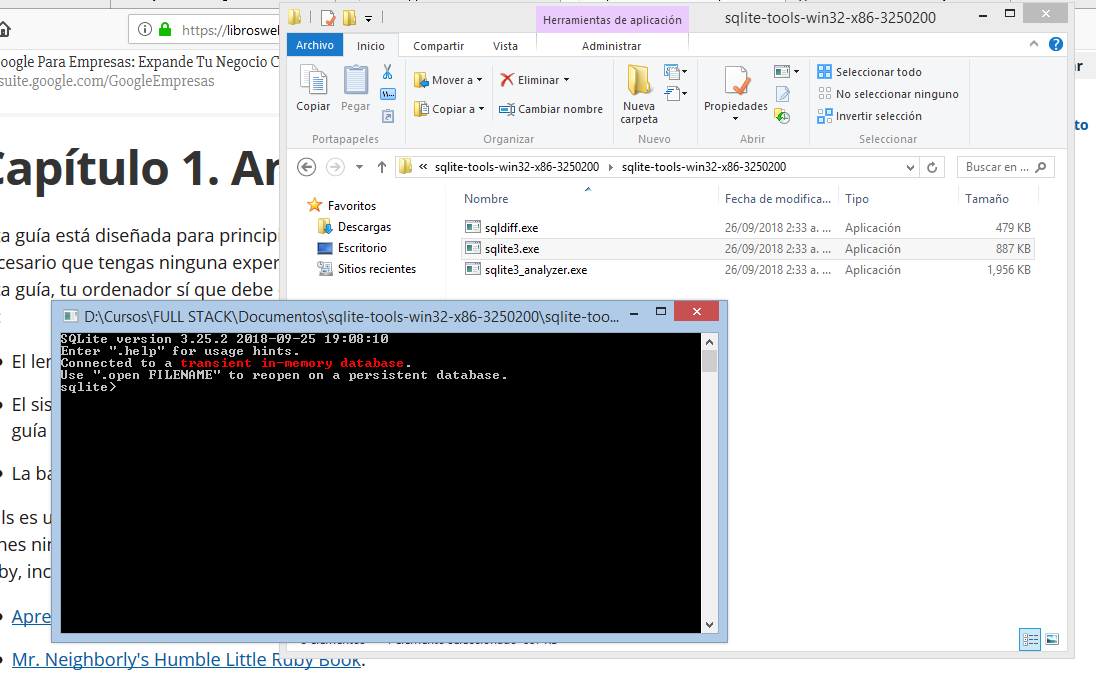 https://libroswel
oogle Para Empresas: Expande Tu Negocio C
suite.google.com/GoogleEmpresas
Capítulo 1. Ar
ta guía está diseñada para principi
cesario que tengas ninguna exper
ta guía, tu ordenador sí que debe
El len
El sis
guía
La ba
ls es u
nes nin
by, inc
Apre
Mr. Neighborly's Humble Little Ruby Book.
r
to
Herramientas de aplicación
sqlite-tools-win32-x86-3250200
Archivo
Inicio
Compartir
Vista
Administrar
Copiar
Pegar
Portapapeles
Mover a
Copiar a
Eliminar
Cambiar nombre
Organizar
Nueva
carpeta
Nuevo
Propiedades
Abrir
Seleccionar todo
No seleccionar ninguno
Invertir selección
Seleccionar
« sqlite-tools-win32-x86-3250200
sqlite-tools-win32-x86-3250200
Buscar en ...
Favoritos
Descargas
Escritorio
Sitios recientes
Nombre Fecha de modifica... Tipo Tamaño
sqldiff.exe 26/09/2018 2:33 a. ... Aplicación 479 KB
sqlite3.exe 26/09/2018 2:33 a. ... Aplicación 887 KB
sqlite3_analyzer.exe 26/09/2018 2:33 a. ... Aplicación 1,956 KB
D:\Cursos\FULL STACK\Documentos\sqlite-tools-win32-x86-3250200\sqlite-too...
SQLite version 3.25.2 2018-09-25 19:08:10
Enter ".help" for usage hints.
Connected to a transient in-memory database.
Use ".open FILENAME" to reopen on a persistent database.
sqlite>